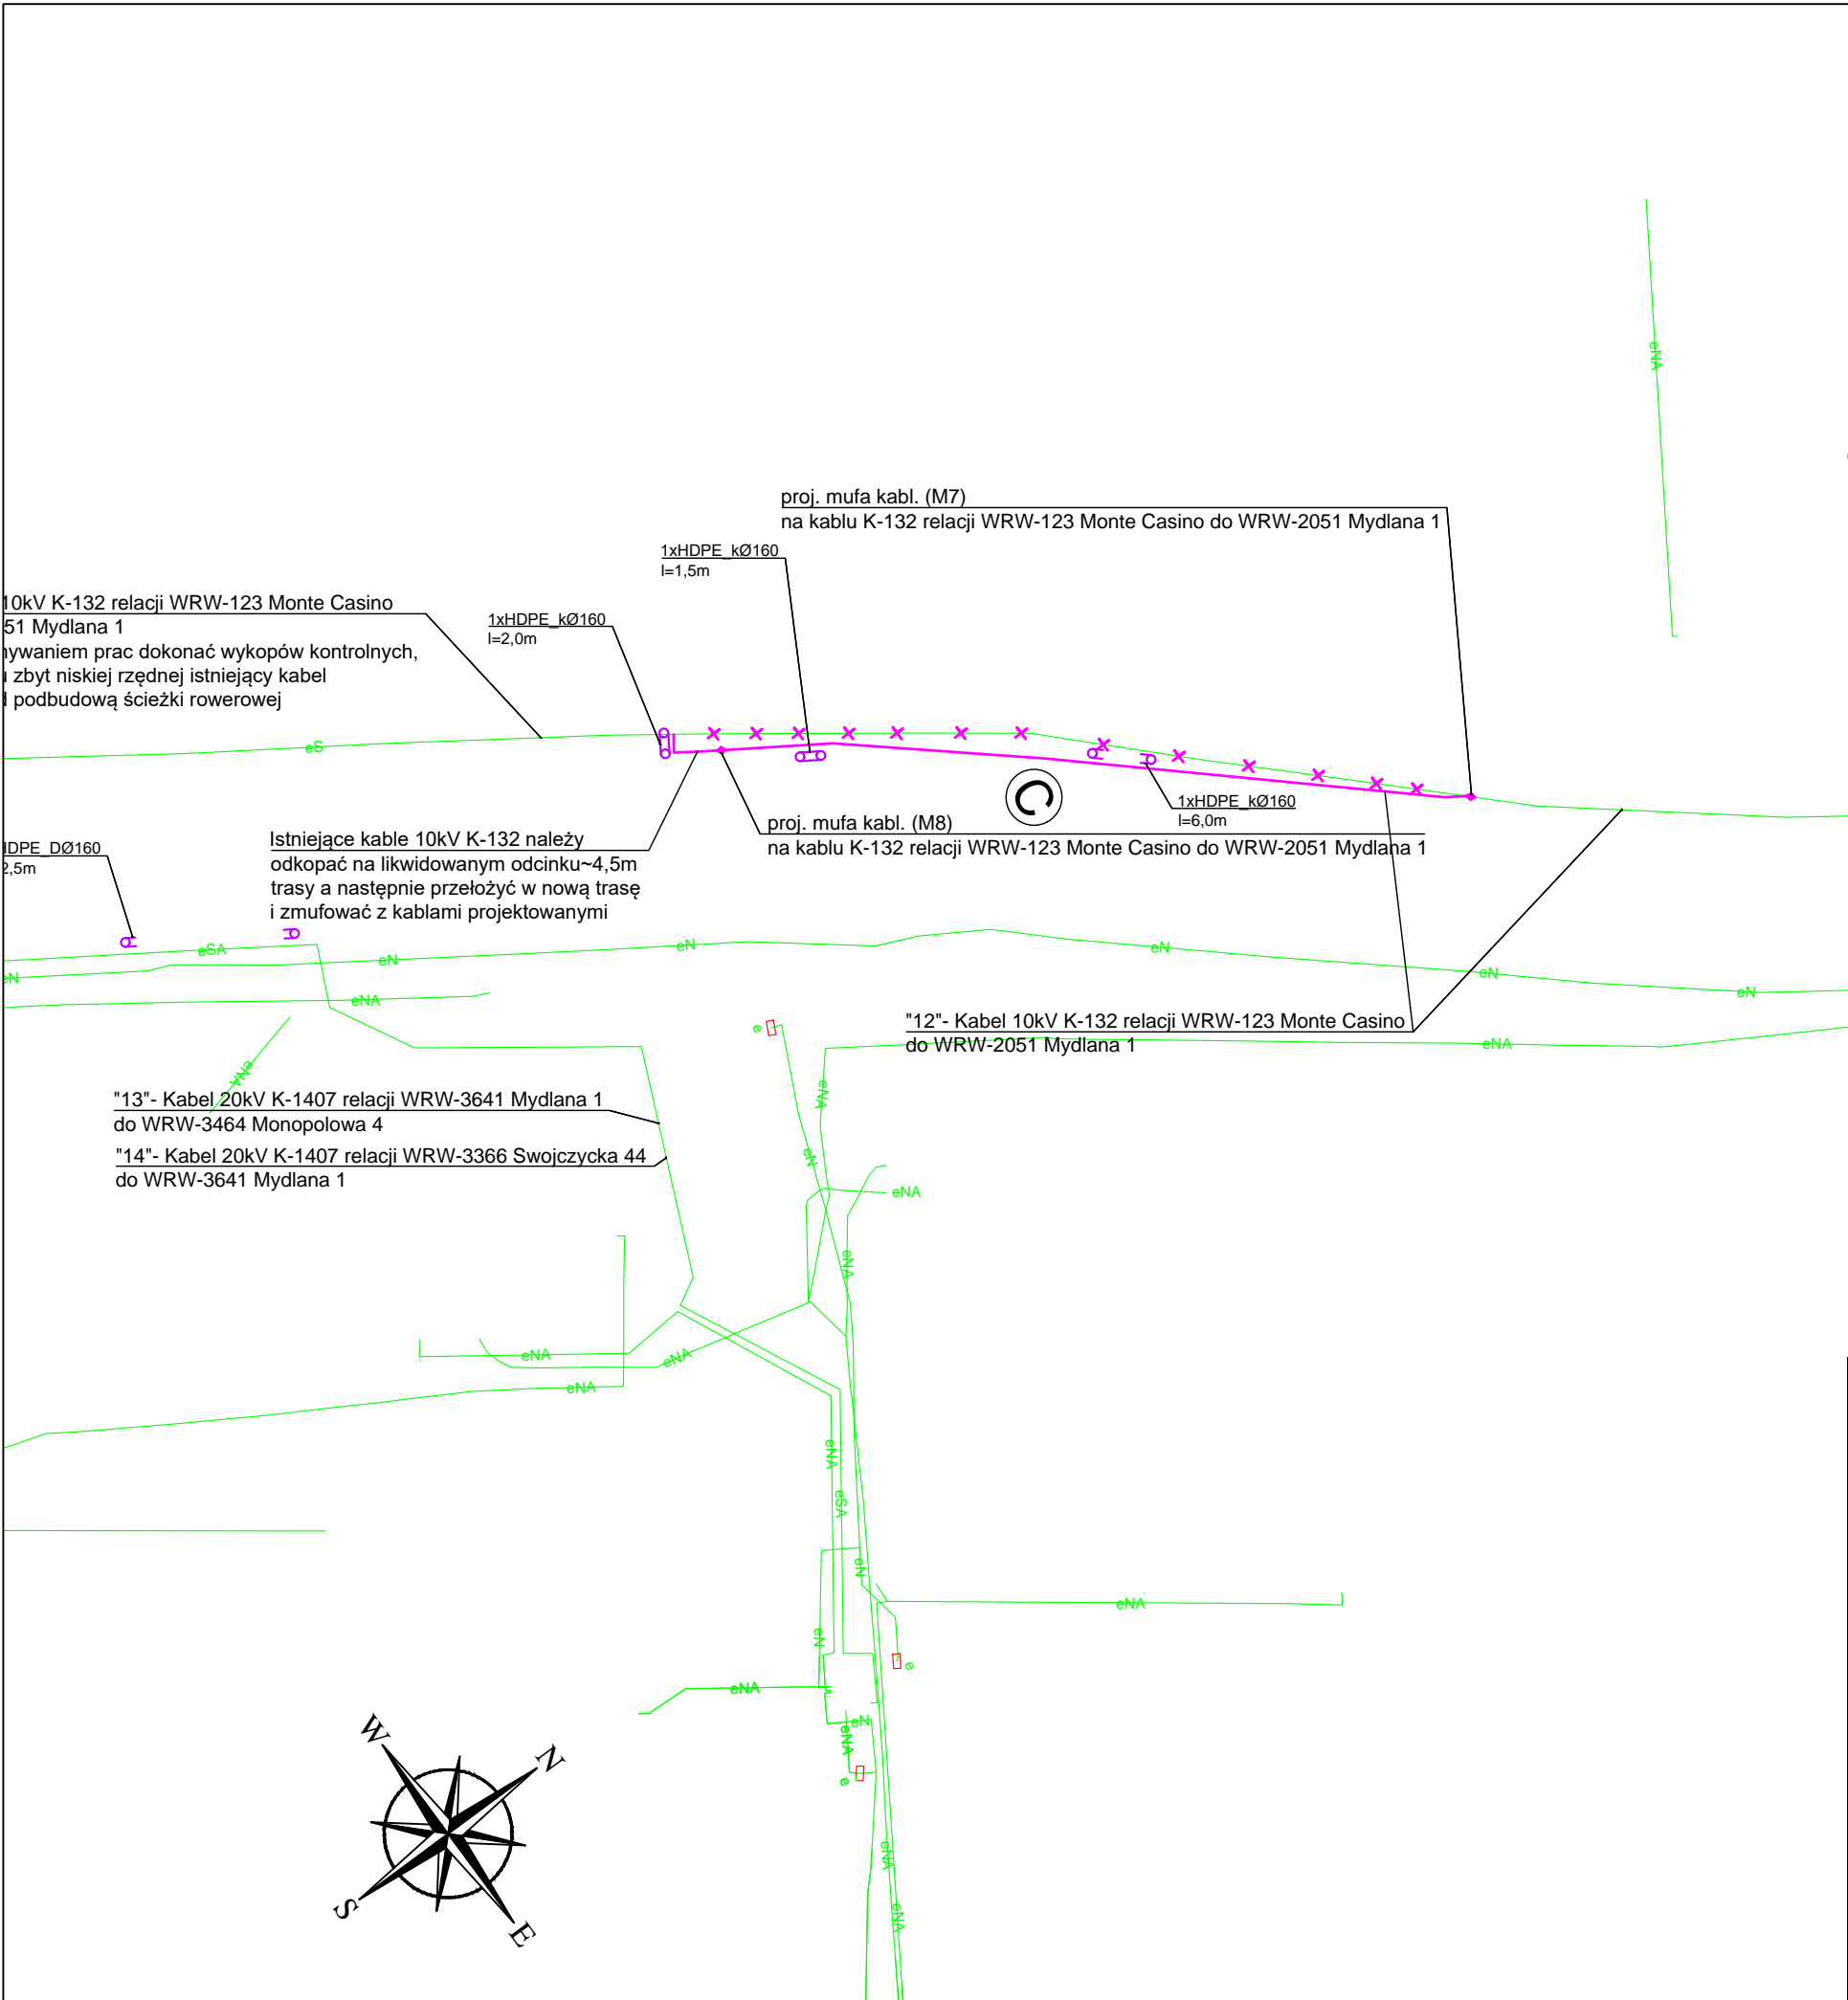 eNA
proj. mufa kabl. (M7)
na kablu K-132 relacji WRW-123 Monte Casino do WRW-2051 Mydlana 1
1xHDPE_kØ160
l=1,5m
10kV K-132 relacji WRW-123 Monte Casino
51 Mydlana 1
prac dokonać wykopów kontrolnych,
zbyt niskiej rzędnej istniejący kabel
podbudową ścieżki rowerowej
1xHDPE_kØ160
l=2,0m
eS
C
1xHDPE_kØ160
l=6,0m
proj. mufa kabl. (M8)
na kablu K-132 relacji WRW-123 Monte Casino do WRW-2051 Mydlana 1
Istniejące kable 10kV K-132 należy
odkopać na likwidowanym odcinku~4,5m
trasy a następnie przełożyć w nową trasę
i zmufować z kablami projektowanymi
HDPE_DØ160
2,5m
eSA
eN
eN
eN
eN
eN
eN
eNA
eNA
"12"- Kabel 10kV K-132 relacji WRW-123 Monte Casino
do WRW-2051 Mydlana 1
eNA
e
eNA
"13"- Kabel 20kV K-1407 relacji WRW-3641 Mydlana 1
do WRW-3464 Monopolowa 4
"14"- Kabel 20kV K-1407 relacji WRW-3366 Swojczycka 44
do WRW-3641 Mydlana 1
eN
eNA
eNA
eNA
eNA
eNA
eNA
eSA
eN
eNA
eN
e
eNA
eN
eNA
e
eNA
eNA
W
N
S
E